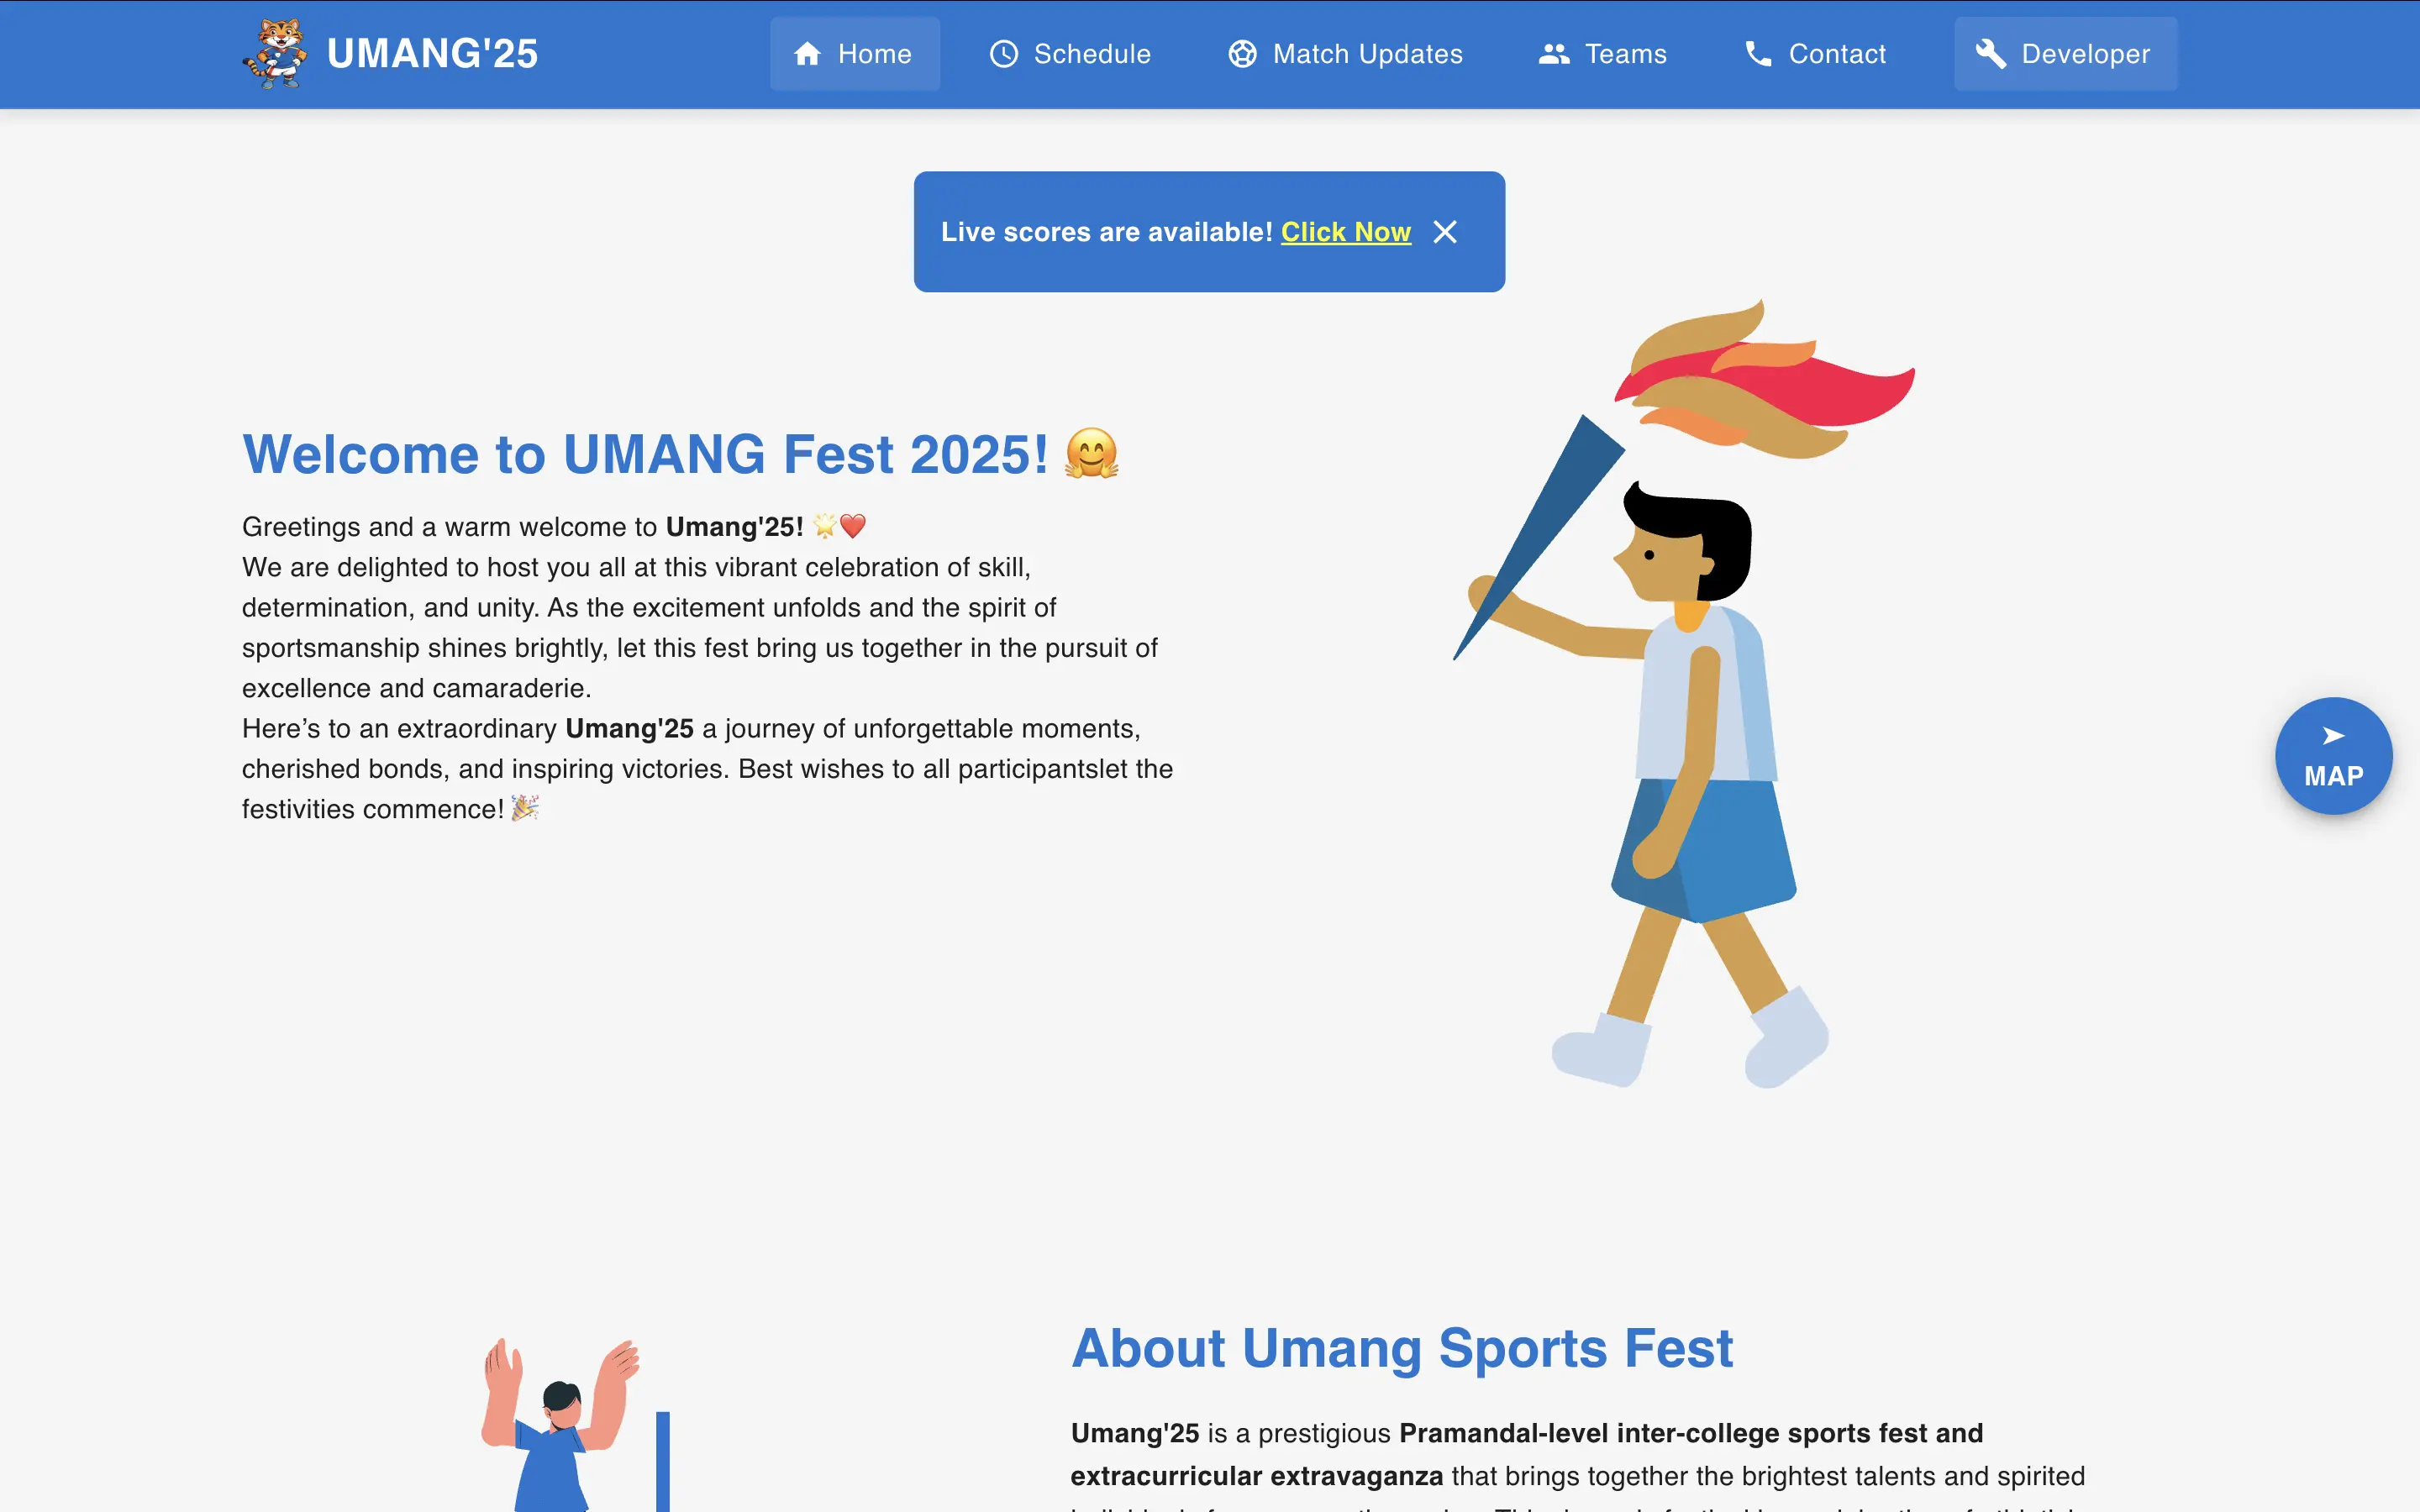 UMANG'25
Home
Schedule
Match Updates
Teams
Contact
Developer
Live scores are available! Click Now
Welcome to UMANG Fest 2025! 🤗
Greetings and a warm welcome to Umang'25! 🌟❤️
We are delighted to host you all at this vibrant celebration of skill,
determination, and unity. As the excitement unfolds and the spirit of
sportsmanship shines brightly, let this fest bring us together in the pursuit of
excellence and camaraderie.
Here’s to an extraordinary Umang'25 a journey of unforgettable moments,
cherished bonds, and inspiring victories. Best wishes to all participantslet the
festivities commence! 🎉
MAP
About Umang Sports Fest
Umang'25 is a prestigious Pramandal-level inter-college sports fest and
extracurricular extravaganza that brings together the brightest talents and spirited